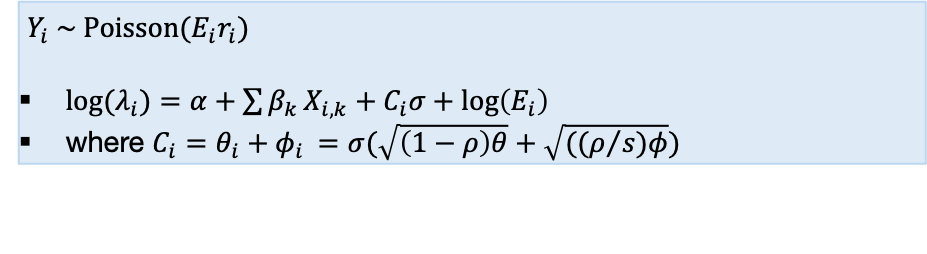 Yᵢ ~ Poisson(Eᵢrᵢ)
▪ log(λᵢ) = α + ∑ βₖ Xᵢ,ₖ + Cᵢσ + log(Eᵢ)
▪ where Cᵢ = θᵢ + ϕᵢ = σ(√(1 − ρ)θ + √((ρ/s)ϕ)